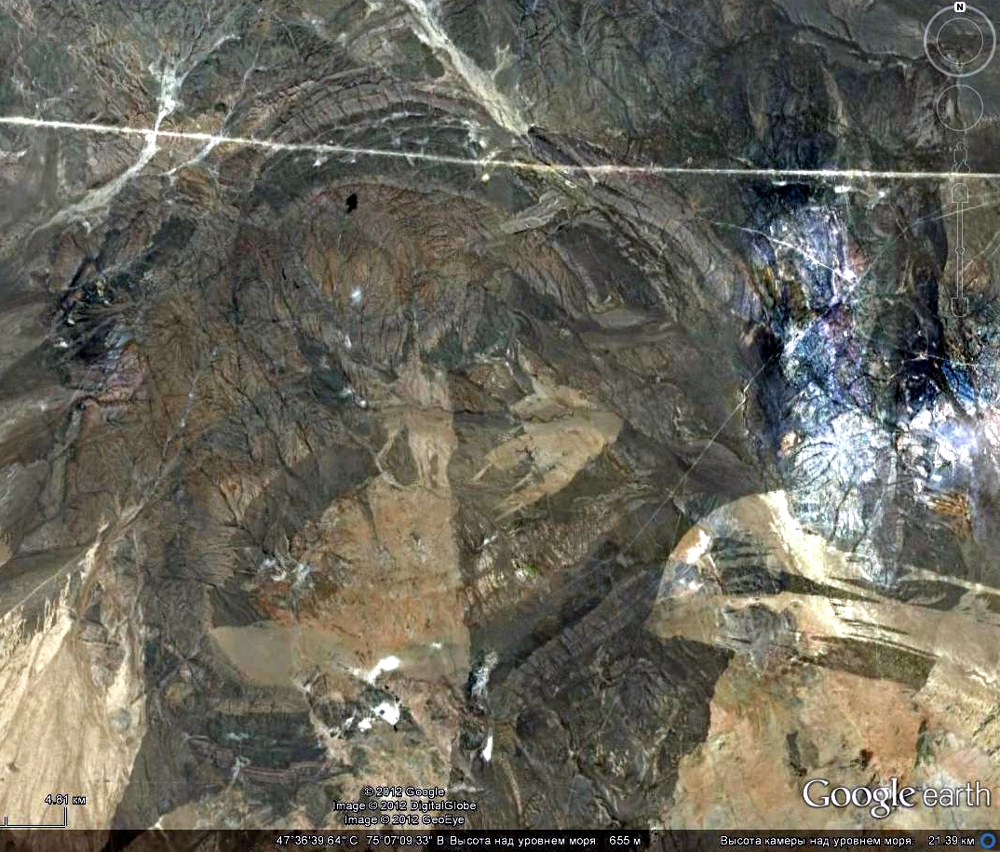 N
4.81 км
© 2012 Google
Image © 2012 DigitalGlobe
Image © 2012 GeoEye
Google earth
47°36'39.64" С 75°07'09.33" В Высота над уровнем моря: 655 м Высота камеры над уровнем моря: 21.39 км